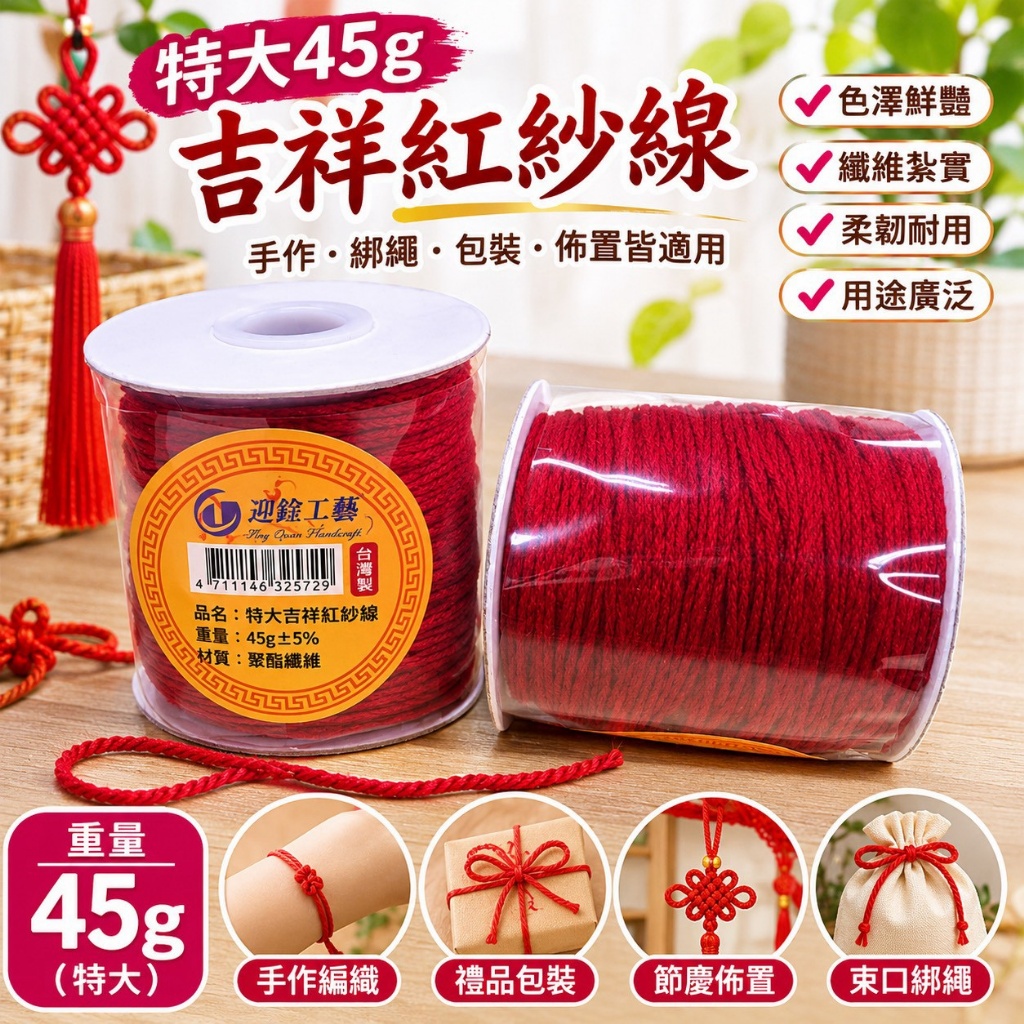 特大45g
吉祥紅紗線
手作·綁繩·包裝·佈置皆適用
色澤鮮豔
纖維紮實
柔韌耐用
用途廣泛
迎銓工藝
Jing Quan Handcraft
4 711146 325729
台灣製
品名：特大吉祥紅紗線
重量：45g±5%
材質：聚酯纖維
重量
45g
(特大)
手作編織
禮品包裝
節慶佈置
束口綁繩